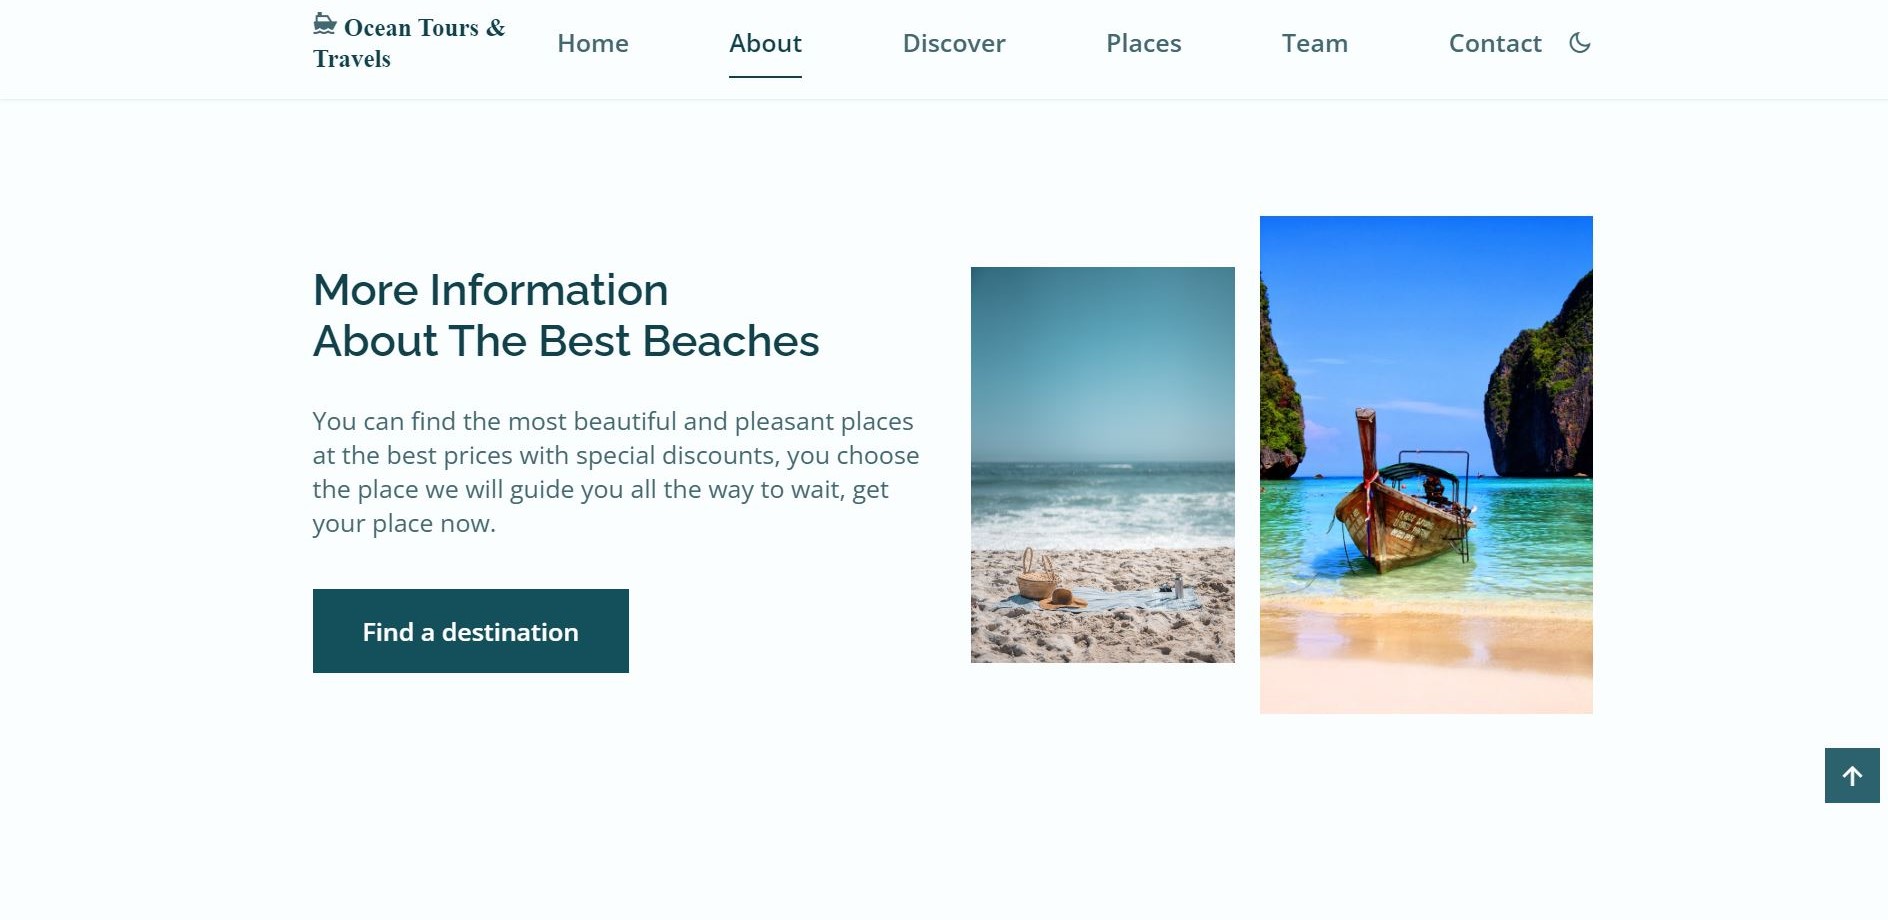 Ocean Tours &
Travels
Home
About
Discover
Places
Team
Contact
More Information
About The Best Beaches
You can find the most beautiful and pleasant places
at the best prices with special discounts, you choose
the place we will guide you all the way to wait, get
your place now.
Find a destination